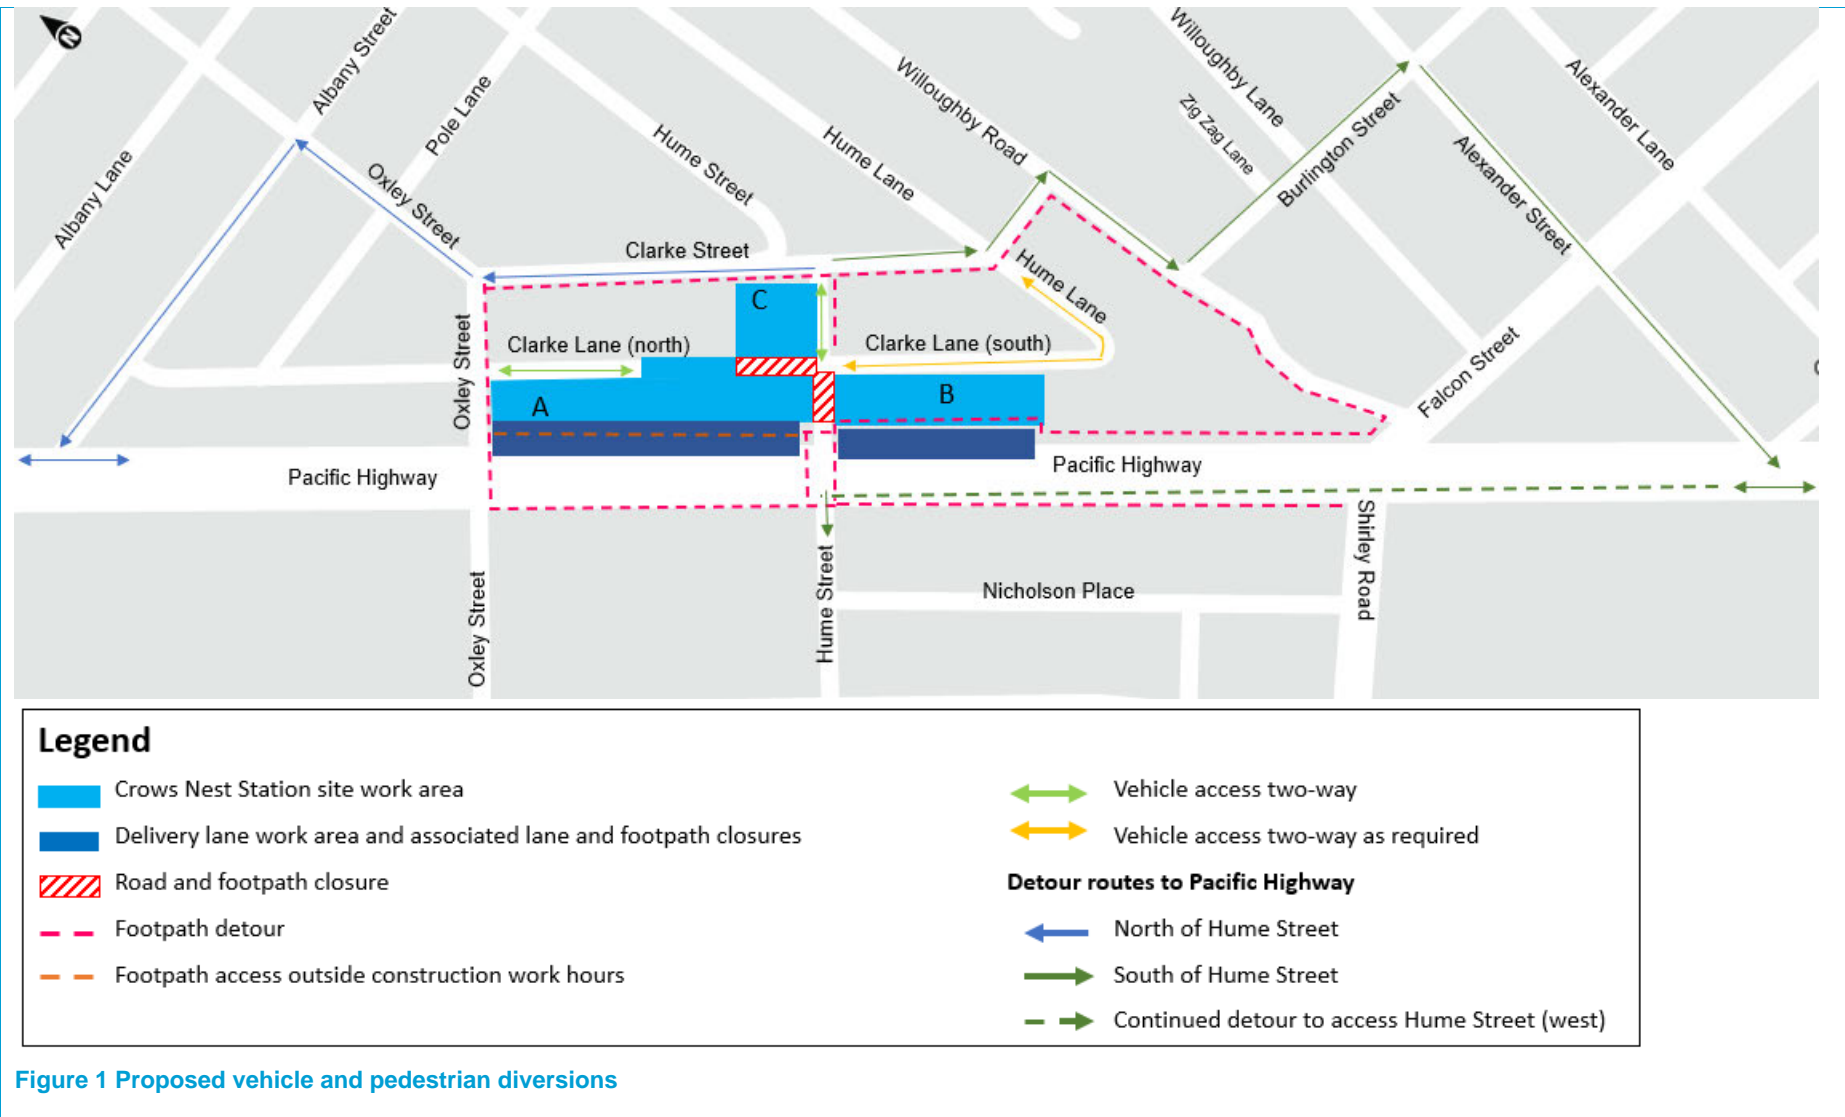 N
Albany Street
Pole Lane
Albany Lane
Oxley Street
Hume Street
Hume Lane
Willoughby Road
Willoughby Lane
Zig Zag Lane
Burlington Street
Alexander Lane
Alexander Street
Clarke Street
Hume Lane
C
Clarke Lane (north)
Clarke Lane (south)
Oxley Street
A
B
Falcon Street
Pacific Highway
Pacific Highway
Oxley Street
Hume Street
Nicholson Place
Shirley Road
Legend
Crows Nest Station site work area
Delivery lane work area and associated lane and footpath closures
Road and footpath closure
Footpath detour
Footpath access outside construction work hours
Vehicle access two-way
Vehicle access two-way as required
Detour routes to Pacific Highway
North of Hume Street
South of Hume Street
Continued detour to access Hume Street (west)
Figure 1 Proposed vehicle and pedestrian diversions